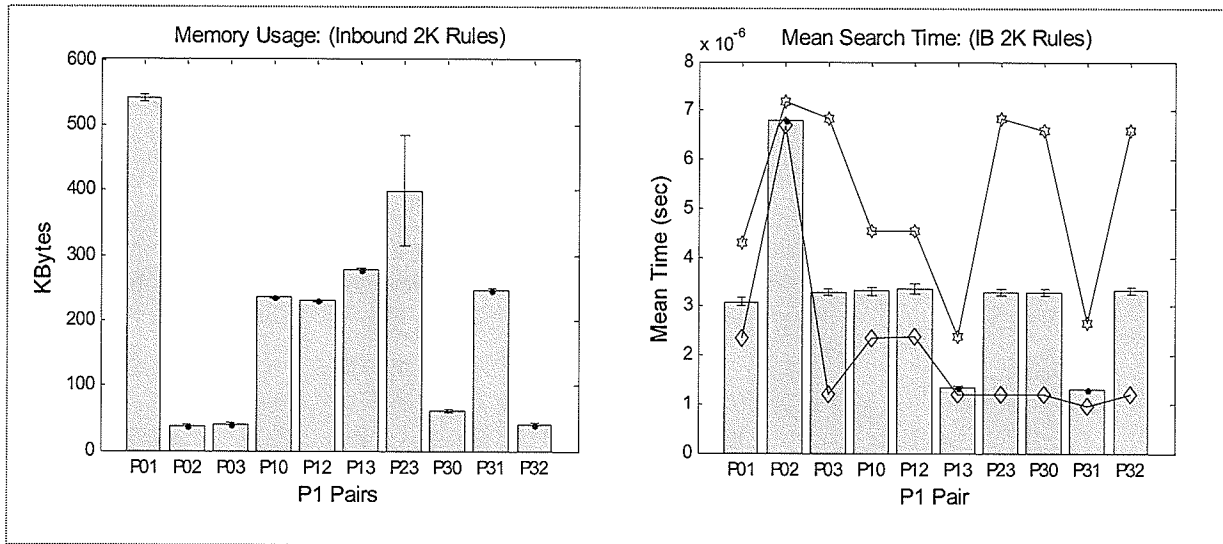 Memory Usage: (Inbound 2K Rules)
600
500
400
300
200
100
0
KBytes
P01 P02 P03 P10 P12 P13 P23 P30 P31 P32
P1 Pairs
x 10⁻⁶ Mean Search Time: (IB 2K Rules)
8
7
6
5
4
3
2
1
0
Mean Time (sec)
P01 P02 P03 P10 P12 P13 P23 P30 P31 P32
P1 Pair